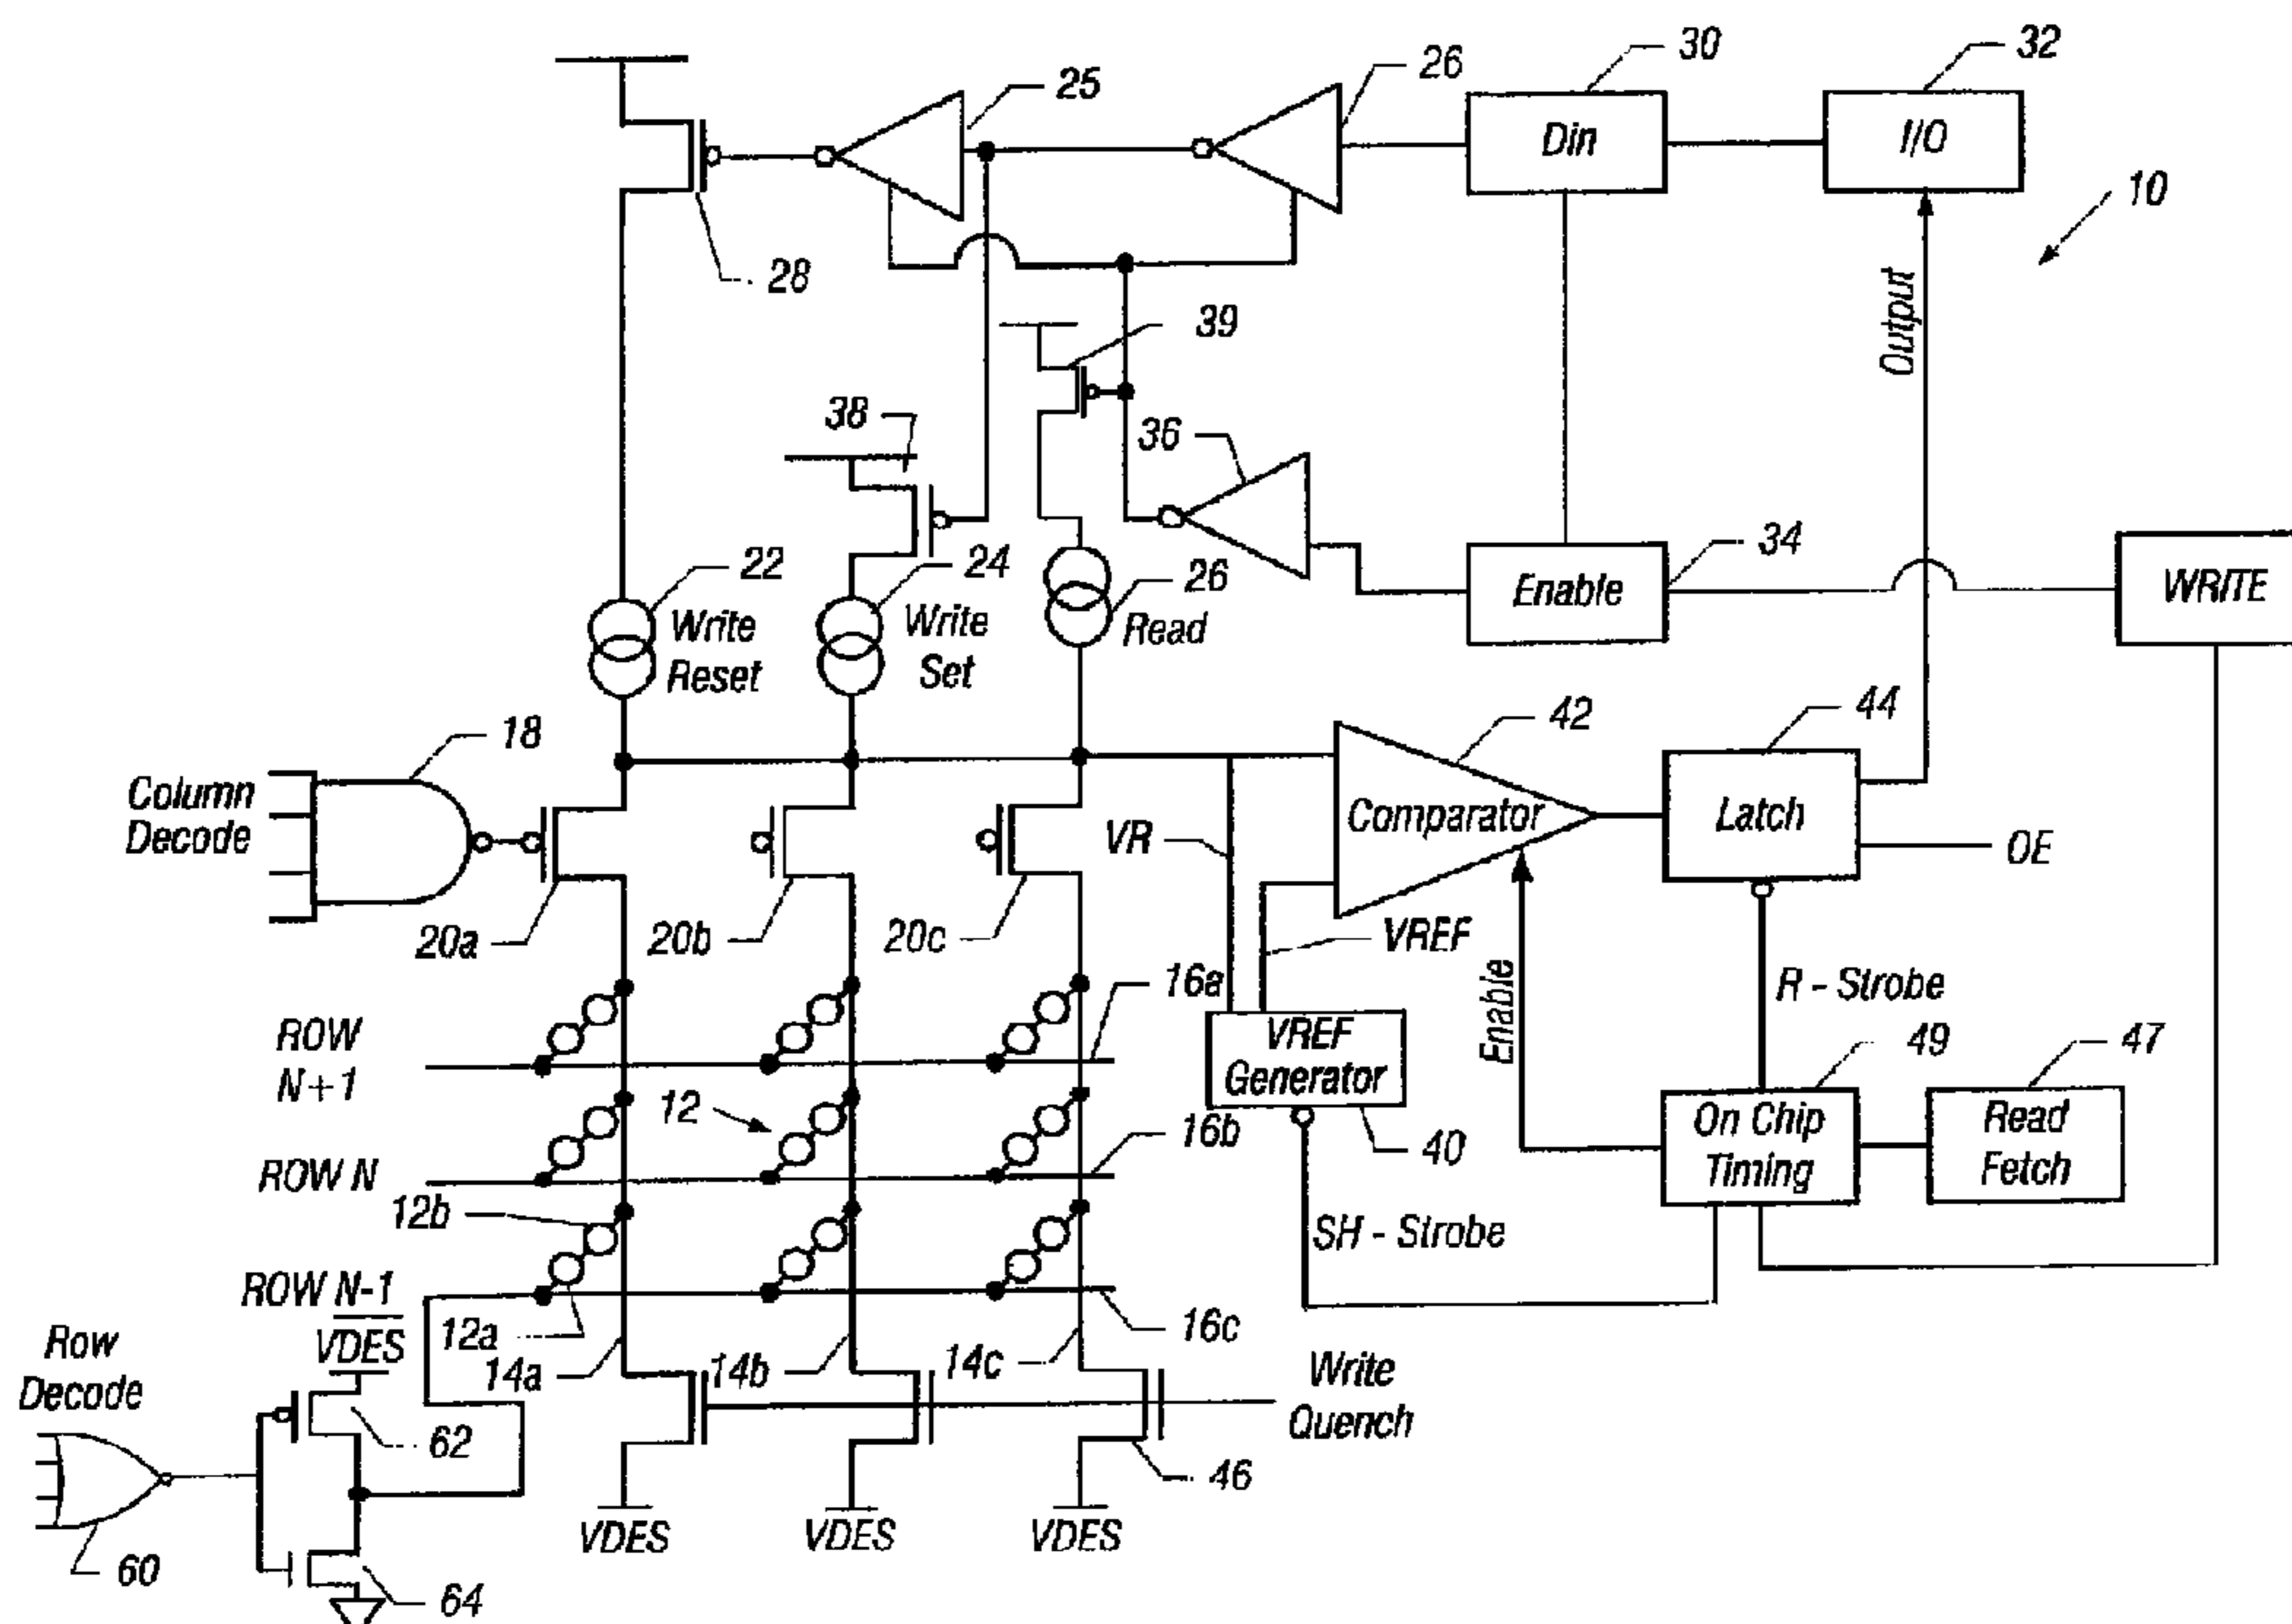 30
32
25
26
Din
I/O
10
28
39
Output
38
36
34
22
24
26
Enable
WRITE
Write
Reset
Write
Set
Read
18
42
44
Column
Decode
VR
Comparator
Latch
OE
20a
20b
20c
VREF
16a
Enable
R - Strobe
ROW
N+1
VREF
Generator
49
47
12
16b
40
On Chip
Timing
Read
Fetch
ROW N
12b
SH - Strobe
ROW N-1
12a
16c
VDES
Row
Decode
14a
14b
14c
Write
Quench
62
46
VDES
VDES
VDES
60
64